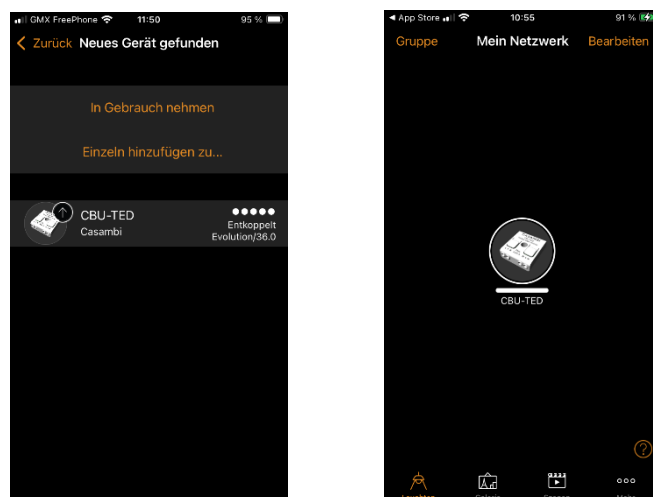 GMX FreePhone 11:50 95 %
Zurück Neues Gerät gefunden
In Gebrauch nehmen
Einzeln hinzufügen zu...
CBU-TED
Casambi
Entkoppelt
Evolution/36.0
App Store 10:55 91 %
Gruppe Mein Netzwerk Bearbeiten
CBU-TED
?